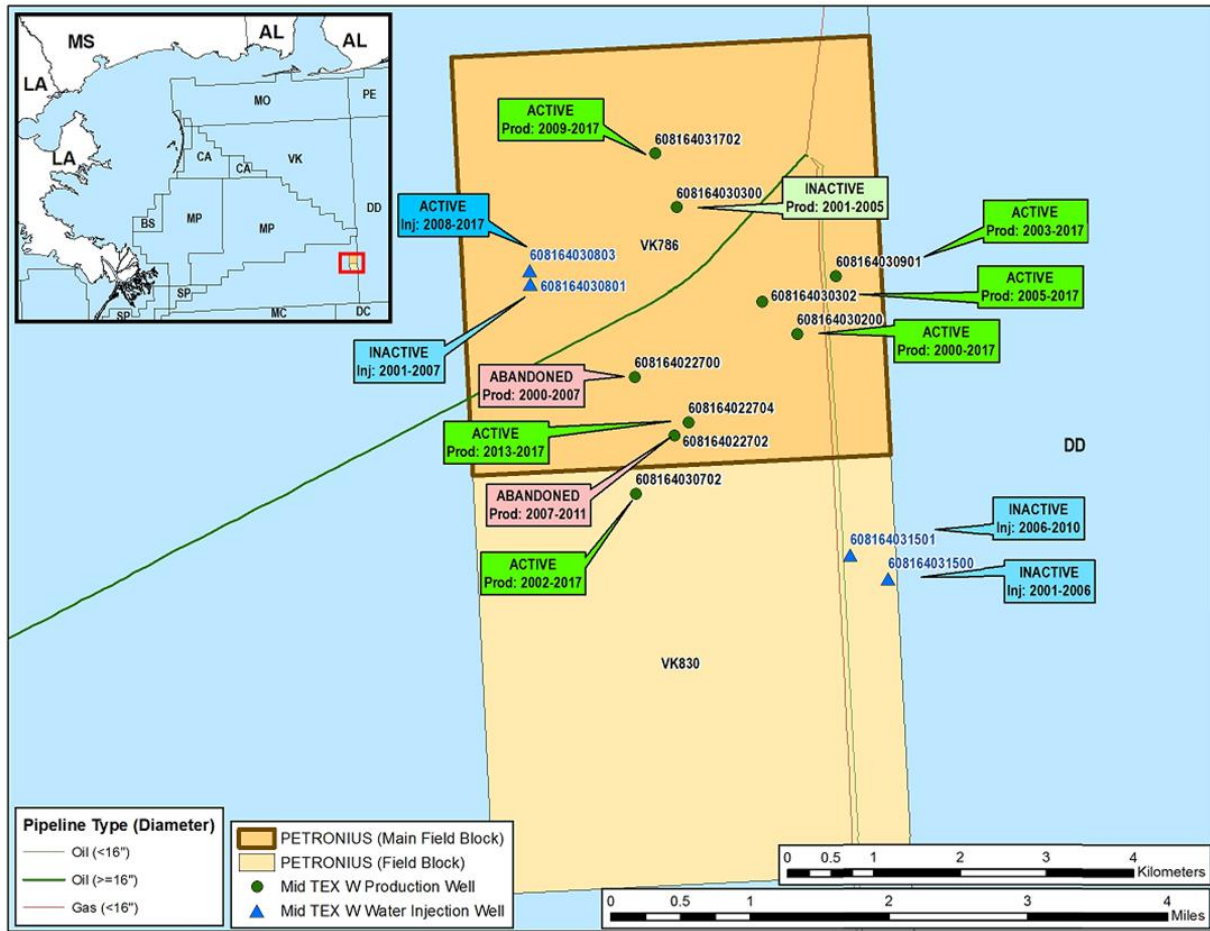 MS
AL
AL
LA
LA
MO
PE
CA
CA
VK
BS
MP
MP
DD
SP
SP
MC
DC
ACTIVE
Prod: 2009-2017
608164031702
608164030300
INACTIVE
Prod: 2001-2005
ACTIVE
Inj: 2008-2017
VK786
ACTIVE
Prod: 2003-2017
608164030803
608164030901
608164030801
608164030302
ACTIVE
Prod: 2005-2017
608164030200
ACTIVE
Prod: 2000-2017
INACTIVE
Inj: 2001-2007
608164022700
ABANDONED
Prod: 2000-2007
608164022704
ACTIVE
Prod: 2013-2017
608164022702
DD
608164030702
ABANDONED
Prod: 2007-2011
INACTIVE
Inj: 2006-2010
608164031501
ACTIVE
Prod: 2002-2017
608164031500
INACTIVE
Inj: 2001-2006
VK830
Pipeline Type (Diameter)
Oil (<16")
Oil (>=16")
Gas (<16")
PETRONIUS (Main Field Block)
PETRONIUS (Field Block)
Mid TEX W Production Well
Mid TEX W Water Injection Well
0 0.5 1 2 3 4
Kilometers
0 0.5 1 2 3 4
Miles